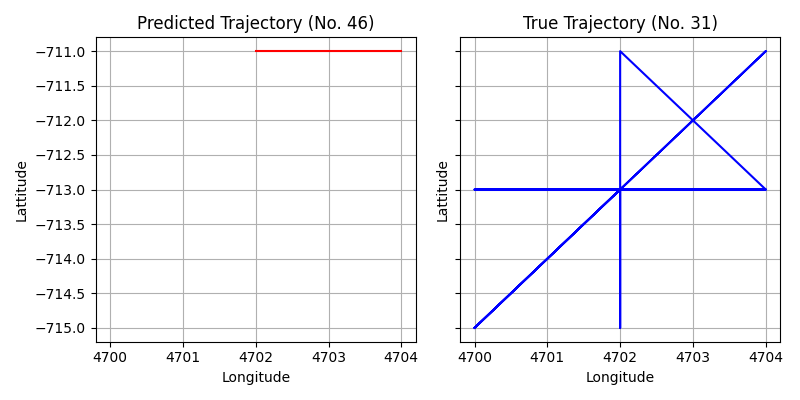 Predicted Trajectory (No. 46)
−711.0
−711.5
−712.0
−712.5
−713.0
−713.5
−714.0
−714.5
−715.0
Lattitude
4700 4701 4702 4703 4704
Longitude
True Trajectory (No. 31)
Lattitude
4700 4701 4702 4703 4704
Longitude